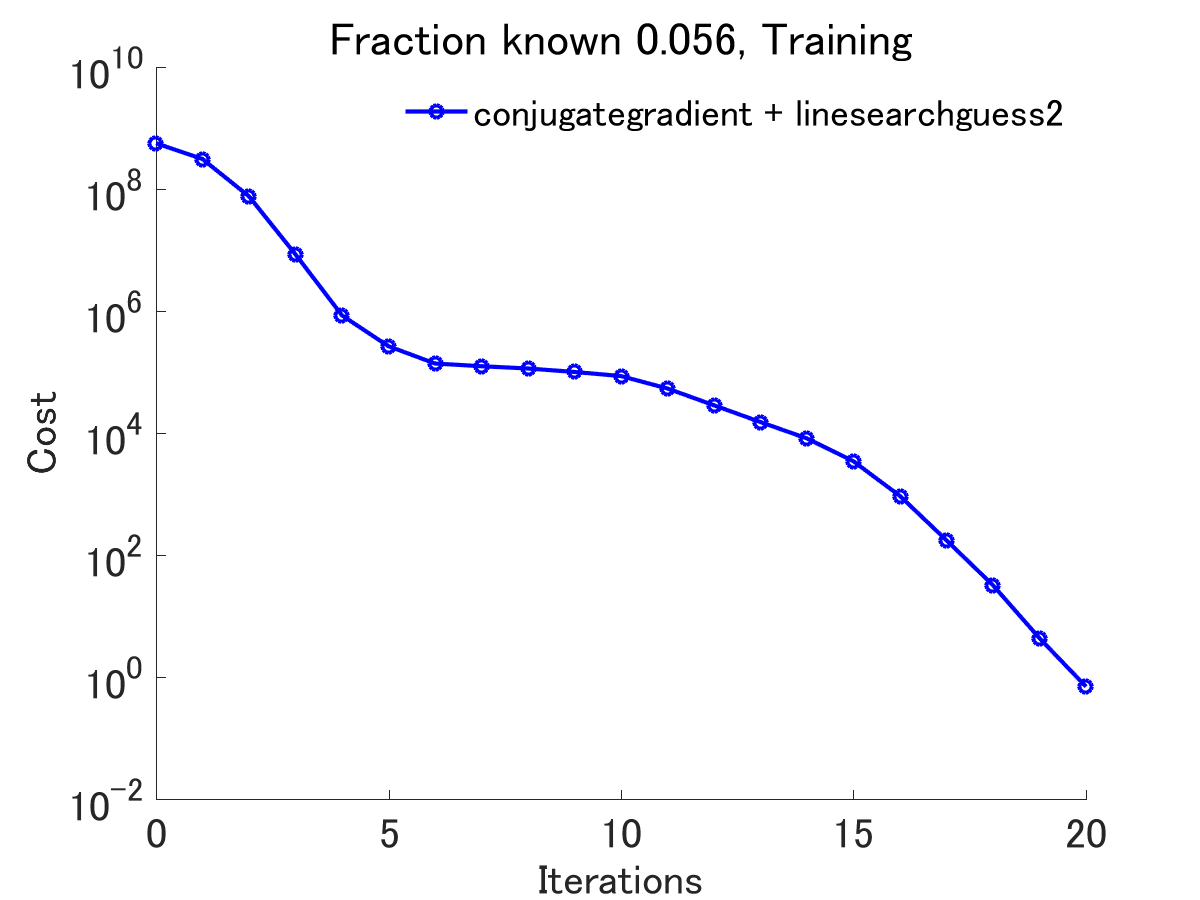 Fraction known 0.056, Training
conjugategradient + linesearchguess2
10^10
10^8
10^6
10^4
10^2
10^0
10^-2
Cost
0 5 10 15 20
Iterations